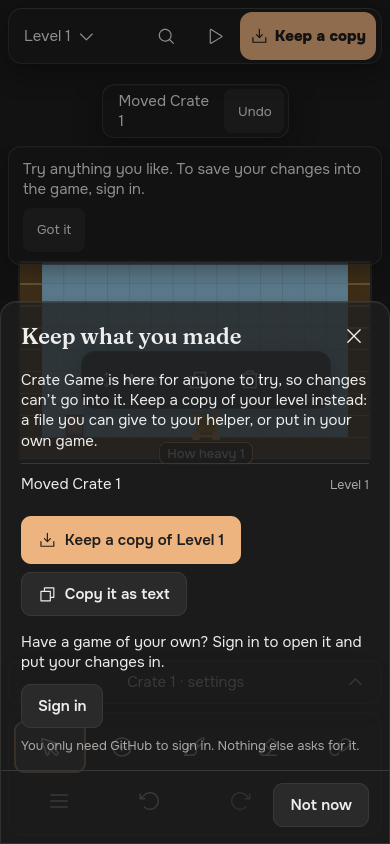 Level 1
Keep a copy
Moved Crate
1
Undo
Try anything you like. To save your changes into
the game, sign in.
Got it
Keep what you made
Crate Game is here for anyone to try, so changes
can't go into it. Keep a copy of your level instead:
a file you can give to your helper, or put in your
own game.
How heavy 1
Moved Crate 1
Level 1
Keep a copy of Level 1
Copy it as text
Have a game of your own? Sign in to open it and
put your changes in.
Crate 1 · settings
Sign in
You only need GitHub to sign in. Nothing else asks for it.
Not now